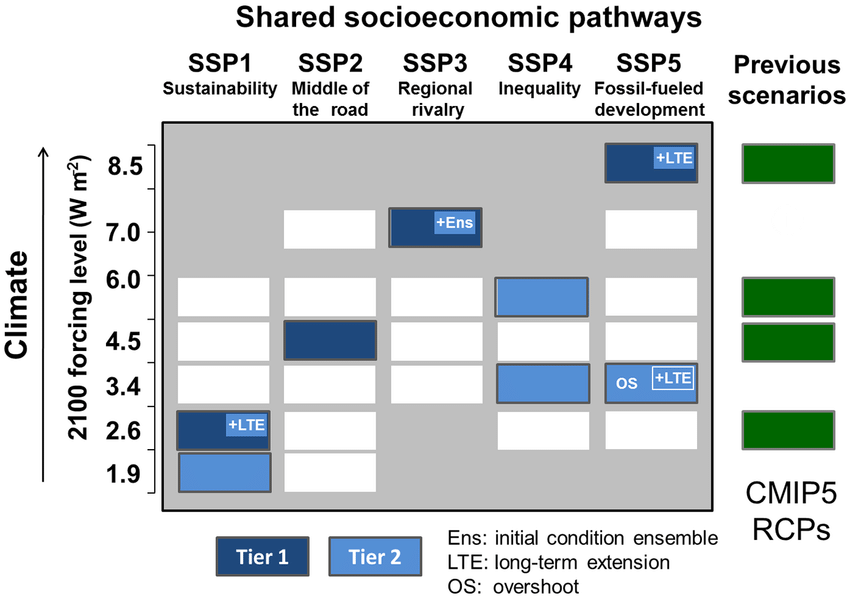 Shared socioeconomic pathways
SSP1 SSP2 SSP3 SSP4 SSP5
Sustainability Middle of the road Regional rivalry Inequality Fossil-fueled development
Previous scenarios
Climate
2100 forcing level (W m-2)
8.5 +LTE
7.0 +Ens
6.0
4.5
3.4 OS +LTE
2.6 +LTE
1.9
CMIP5
RCPs
Tier 1 Tier 2
Ens: initial condition ensemble
LTE: long-term extension
OS: overshoot